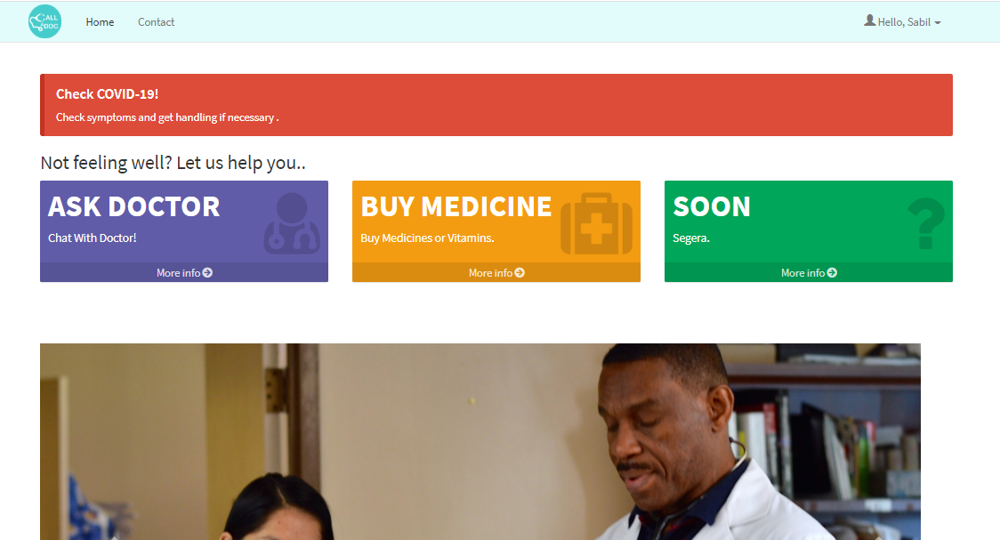 CALL
DOC
Home
Contact
Hello, Sabil
Check COVID-19!
Check symptoms and get handling if necessary .
Not feeling well? Let us help you..
ASK DOCTOR
Chat With Doctor!
More info
BUY MEDICINE
Buy Medicines or Vitamins.
More info
SOON
Segera.
More info